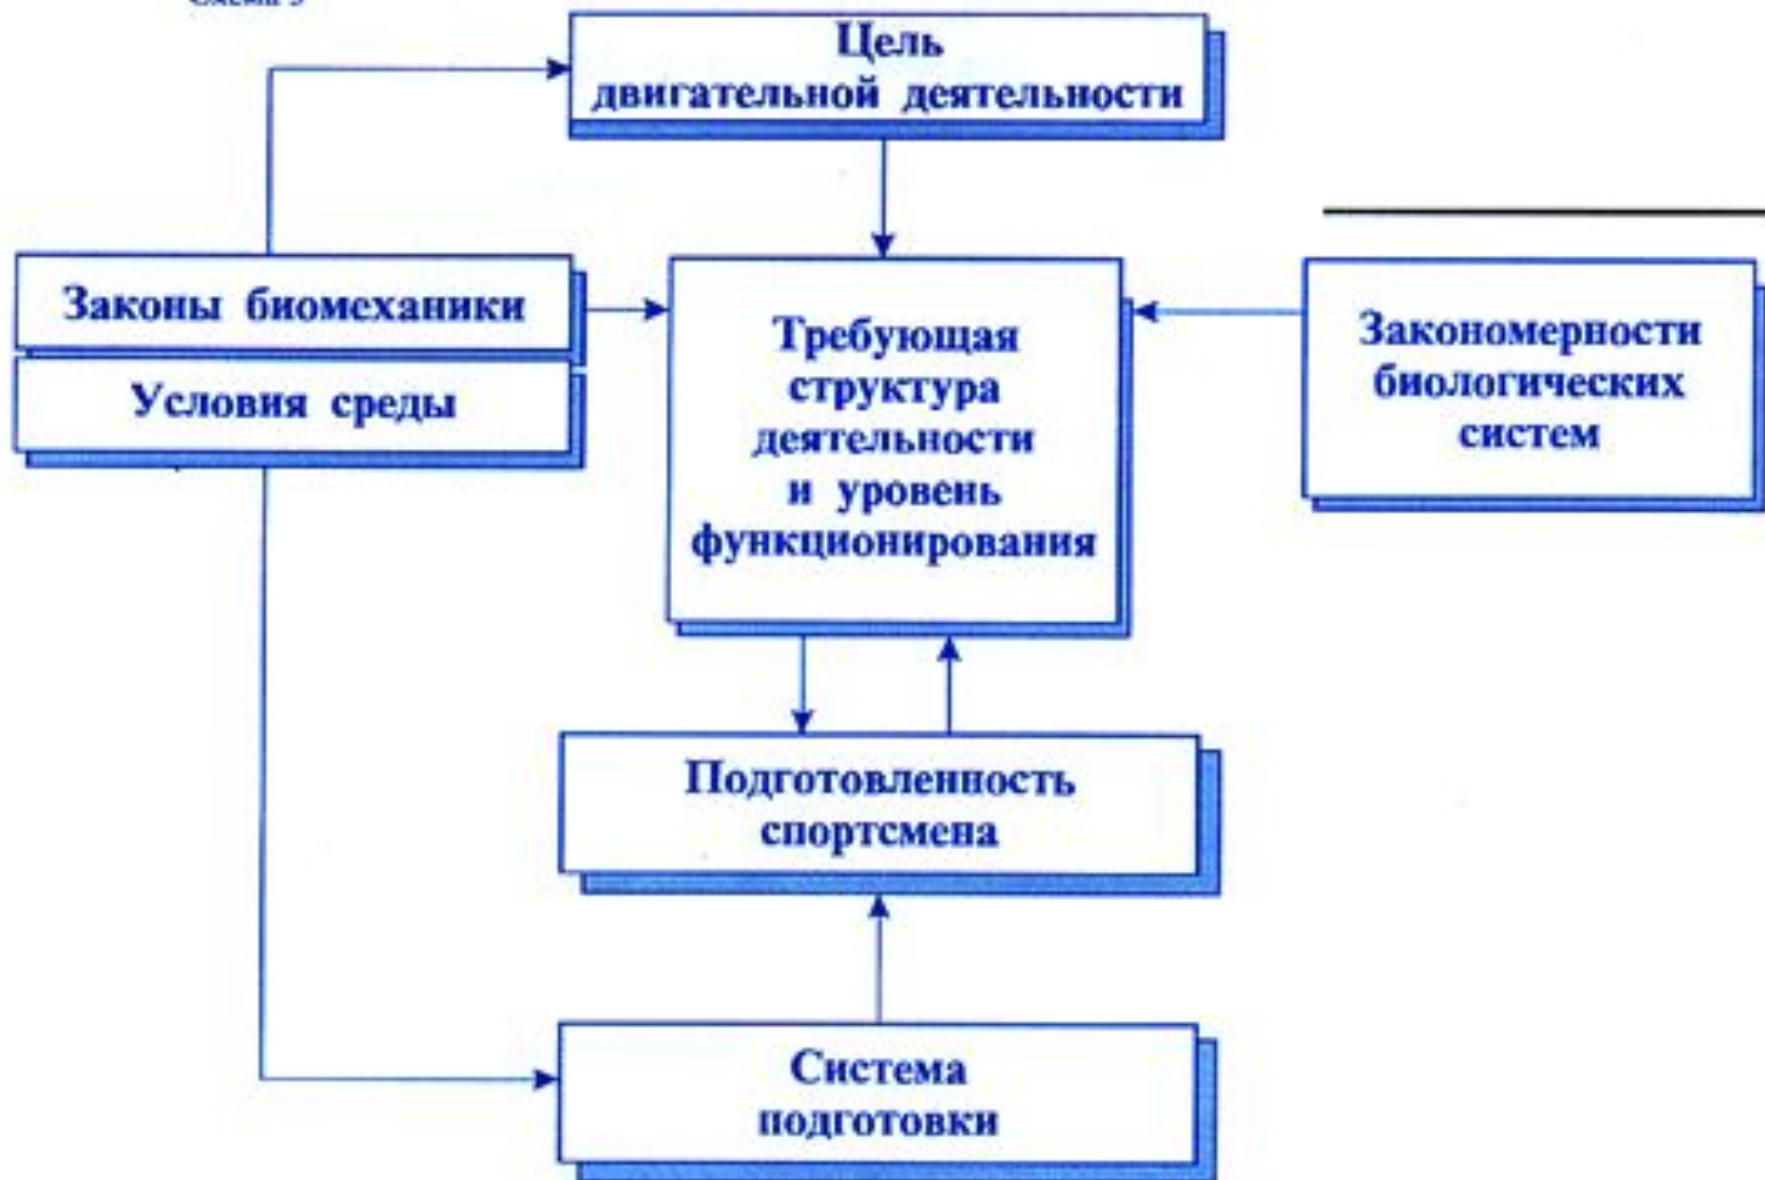 Цель
двигательной деятельности
Законы биомеханики
Условия среды
Требующая
структура
деятельности
и уровень
функционирования
Закономерности
биологических
систем
Подготовленность
спортсмена
Система
подготовки